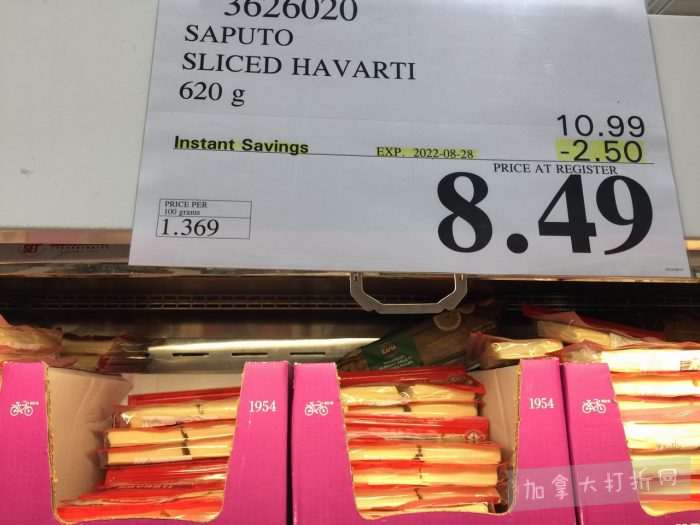 3626020
SAPUTO
SLICED HAVARTI
620 g
10.99
Instant Savings EXP. 2022-08-28 -2.50
PRICE AT REGISTER
8.49
PRICE PER
100 grams
1.369
1954
1954
加拿大打折网